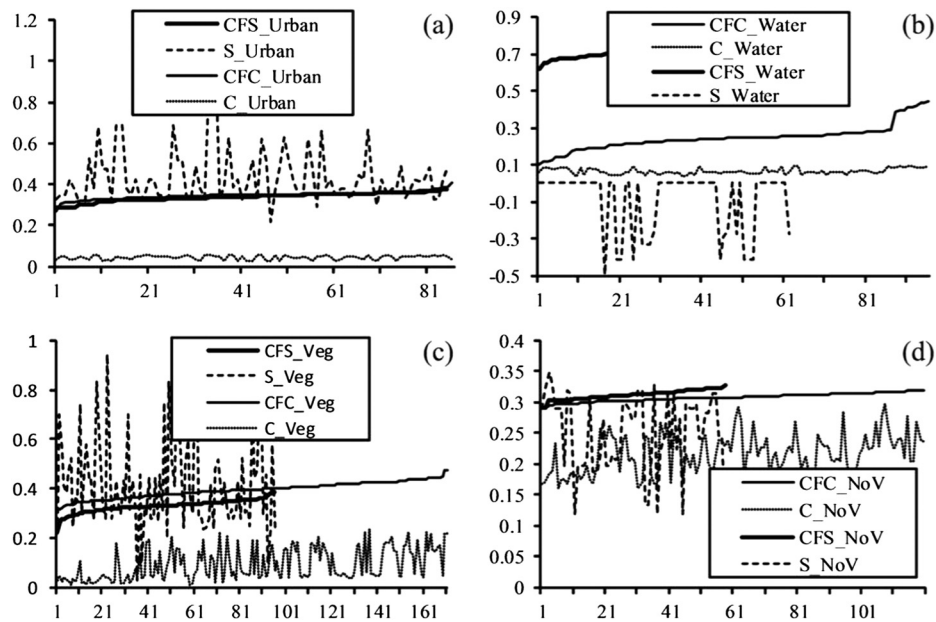 (a)
CFS_Urban
S_Urban
CFC_Urban
C_Urban
1.2
1
0.8
0.6
0.4
0.2
0
1 21 41 61 81
(b)
CFC_Water
C_Water
CFS_Water
S_Water
0.9
0.7
0.5
0.3
0.1
-0.1
-0.3
-0.5
1 21 41 61 81
(c)
CFS_Veg
S_Veg
CFC_Veg
C_Veg
1
0.8
0.6
0.4
0.2
0
1 21 41 61 81 101 121 141 161
(d)
0.4
0.35
0.3
0.25
0.2
0.15
0.1
0.05
0
CFC_NoV
C_NoV
CFS_NoV
S_NoV
1 21 41 61 81 101